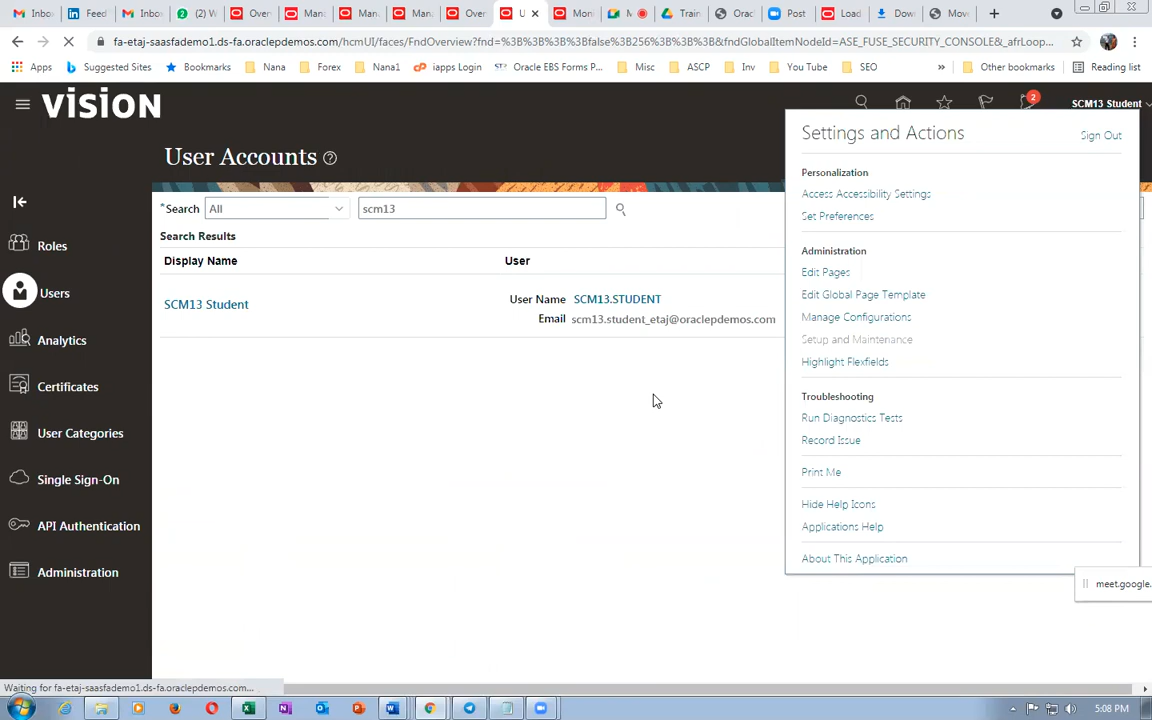 Inbo
Feed
Inbo
(2) W
Over
Mana
Man.
Man.
Over
U
Mon
M
Train
Orac
Post
Load
Dow
Mov
fa-etaj-saasfademo1.ds-fa.oraclepdemos.com/hcmUI/faces/FndOverview?fnd=%3B%3B%3B%3Bfalse%3B256%3B%3B%3B&fndGlobalItemNodeId=ASE_FUSE_SECURITY_CONSOLE&_afrLoop...
Apps
Suggested Sites
Bookmarks
Nana
Forex
Nana1
iapps Login
Oracle EBS Forms P...
Misc
ASCP
Inv
You Tube
SEO
»
Other bookmarks
Reading list
VISION
2
SCM13 Student
Settings and Actions
Sign Out
User Accounts
Personalization
Access Accessibility Settings
Set Preferences
*Search
All
scm13
Search Results
Administration
Roles
Display Name
User
Edit Pages
Users
SCM13 Student
User Name SCM13.STUDENT
Edit Global Page Template
Email scm13.student_etaj@oraclepdemos.com
Manage Configurations
Analytics
Setup and Maintenance
Highlight Flexfields
Certificates
Troubleshooting
Run Diagnostics Tests
User Categories
Record Issue
Single Sign-On
Print Me
Hide Help Icons
API Authentication
Applications Help
Administration
About This Application
meet.google.
Waiting for fa-etaj-saasfademo1.ds-fa.oraclepdemos.com...
5:08 PM